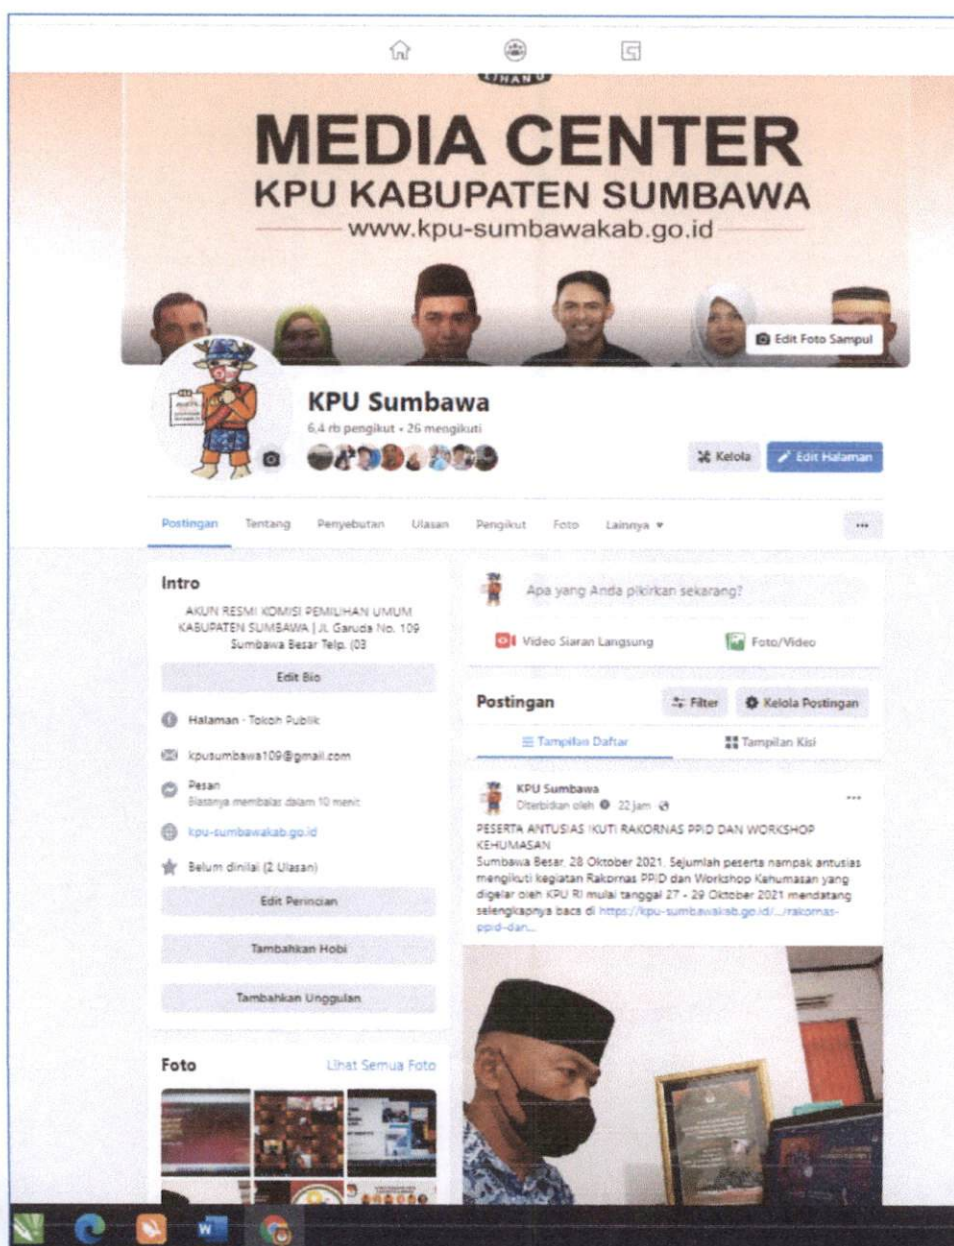 MEDIA CENTER
KPU KABUPATEN SUMBAWA
www.kpu-sumbawakab.go.id
Edit Foto Sampul
KPU Sumbawa
6,4 rb pengikut • 26 mengikuti
Kelola
Edit Halaman
Postingan
Tentang
Penyebutan
Ulasan
Pengikut
Foto
Lainnya
Intro
AKUN RESMI KOMISI PEMILIHAN UMUM
KABUPATEN SUMBAWA | Jl. Garuda No. 109
Sumbawa Besar Telp. (03
Edit Bio
Halaman · Tokoh Publik
kpusumbawa109@gmail.com
Pesan
Biasanya membalas dalam 10 menit
kpu-sumbawakab.go.id
Belum dinilai (2 Ulasan)
Edit Perincian
Tambahkan Hobi
Tambahkan Unggulan
Foto
Lihat Semua Foto
Apa yang Anda pikirkan sekarang?
Video Siaran Langsung
Foto/Video
Postingan
Filter
Kelola Postingan
Tampilan Daftar
Tampilan Kisi
KPU Sumbawa
Diterbitkan oleh
22 jam
PESERTA ANTUSIAS IKUTI RAKORNAS PPID DAN WORKSHOP
KEHUMASAN
Sumbawa Besar, 28 Oktober 2021. Sejumlah peserta nampak antusias
mengikuti kegiatan Rakornas PPID dan Workshop Kehumasan yang
digelar oleh KPU RI mulai tanggal 27 - 29 Oktober 2021 mendatang
selengkapnya baca di https://kpu-sumbawakab.go.id/.../rakornas-
ppid-dan...